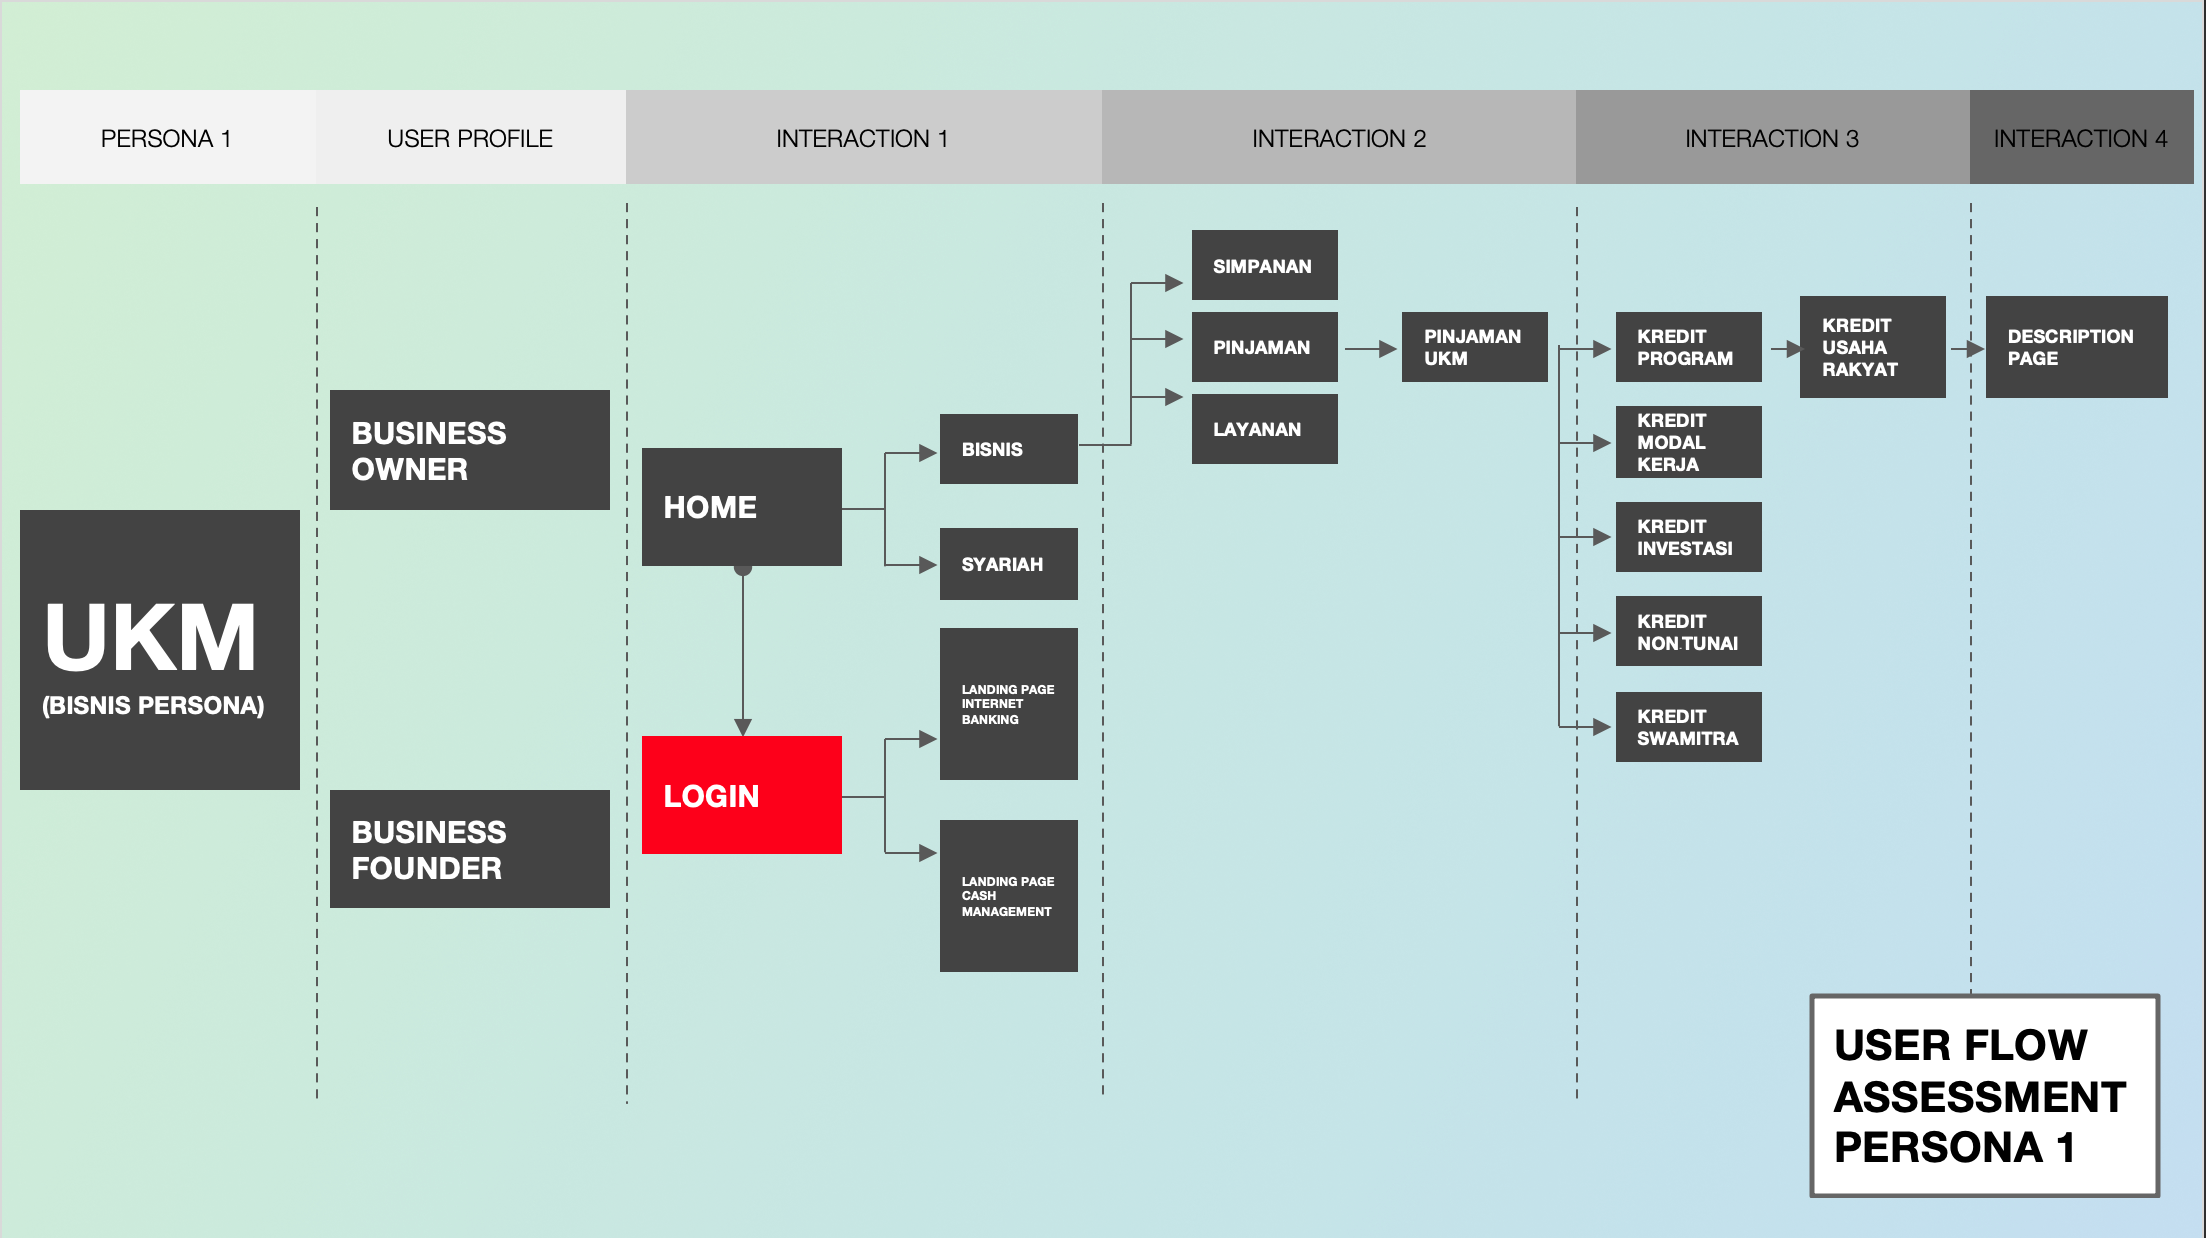 PERSONA 1
USER PROFILE
INTERACTION 1
INTERACTION 2
INTERACTION 3
INTERACTION 4
UKM
(BISNIS PERSONA)
BUSINESS
OWNER
BUSINESS
FOUNDER
HOME
LOGIN
BISNIS
SYARIAH
LANDING PAGE
INTERNET
BANKING
LANDING PAGE
CASH
MANAGEMENT
SIMPANAN
PINJAMAN
LAYANAN
PINJAMAN
UKM
KREDIT
PROGRAM
KREDIT
MODAL
KERJA
KREDIT
INVESTASI
KREDIT
NON.TUNAI
KREDIT
SWAMITRA
KREDIT
USAHA
RAKYAT
DESCRIPTION
PAGE
USER FLOW
ASSESSMENT
PERSONA 1